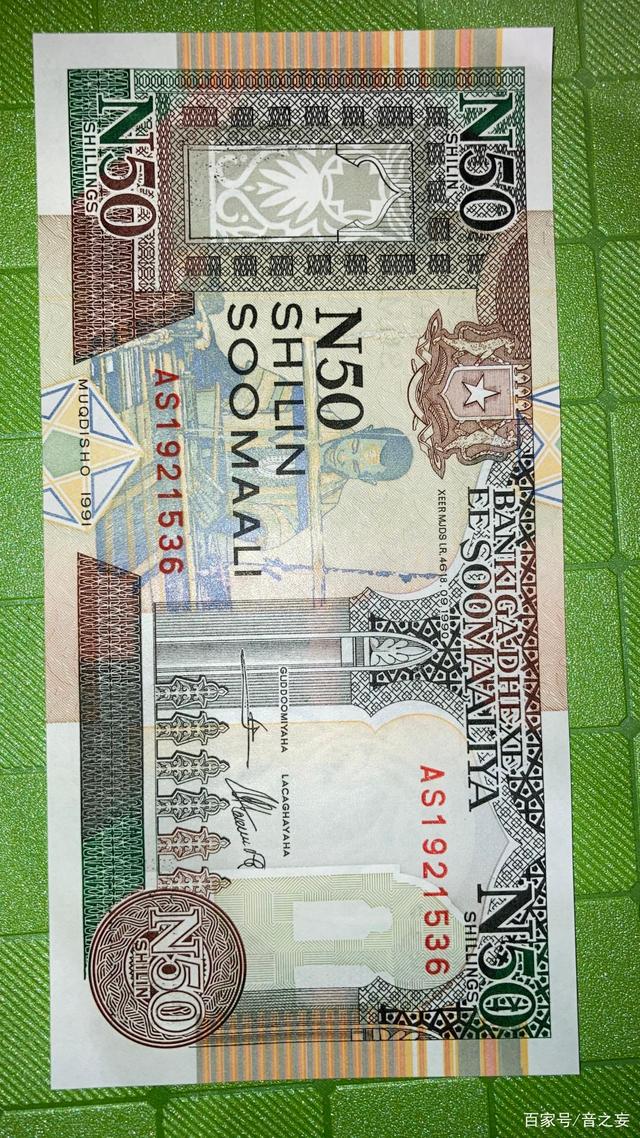 BANKIGA DHEXE
EE SOOMAALIYA
XEER MJDS LR. 4618. 09 1990
N50
SHILIN
N50
SHILLINGS
N50
SHILIN
SOOMAALI
AS1921536
AS1921536
GUDDOOMIYAHA
LACAGHAYAHA
MUQDISHO 1991
N50
SHILLINGS
N50
SHILIN
百家号/音之妄